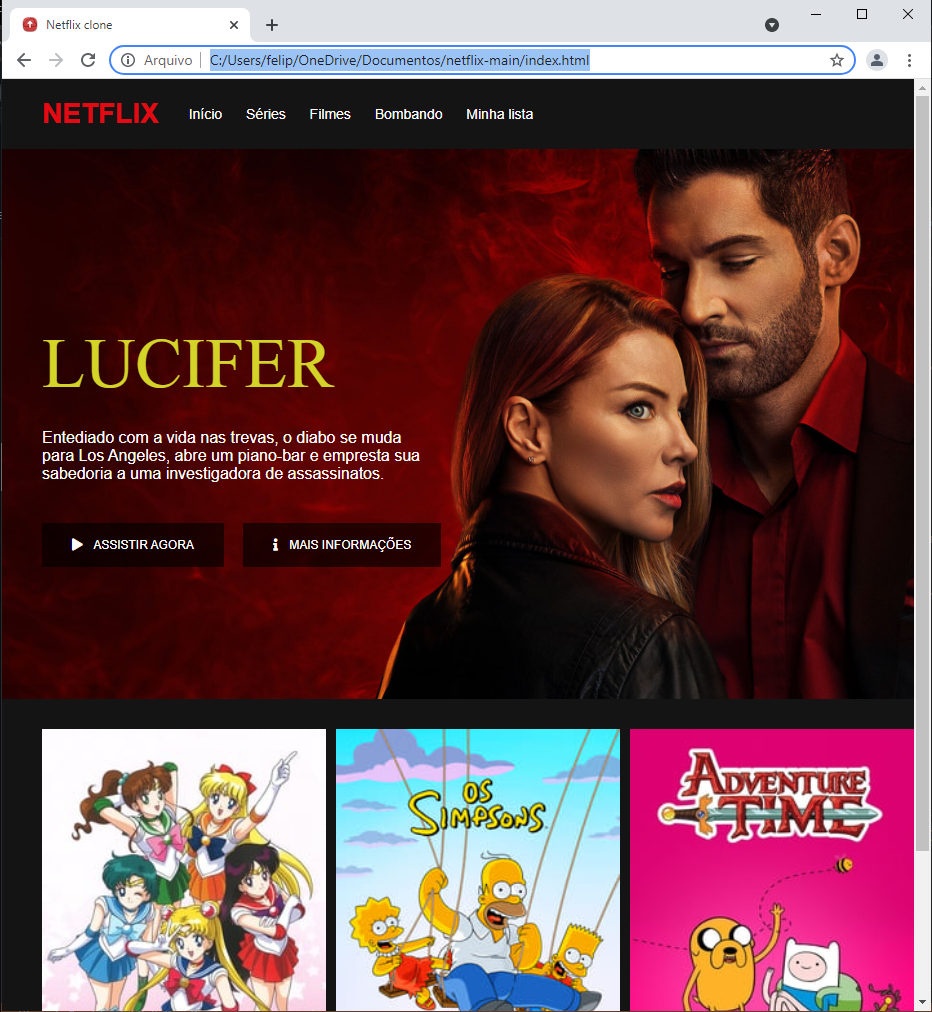 Netflix clone
Arquivo C:/Users/felip/OneDrive/Documentos/netflix-main/index.html
NETFLIX Início Séries Filmes Bombando Minha lista
LUCIFER
Entediado com a vida nas trevas, o diabo se muda
para Los Angeles, abre um piano-bar e empresta sua
sabedoria a uma investigadora de assassinatos.
ASSISTIR AGORA MAIS INFORMAÇÕES
OS
SIMPSONS
ADVENTURE
TIME